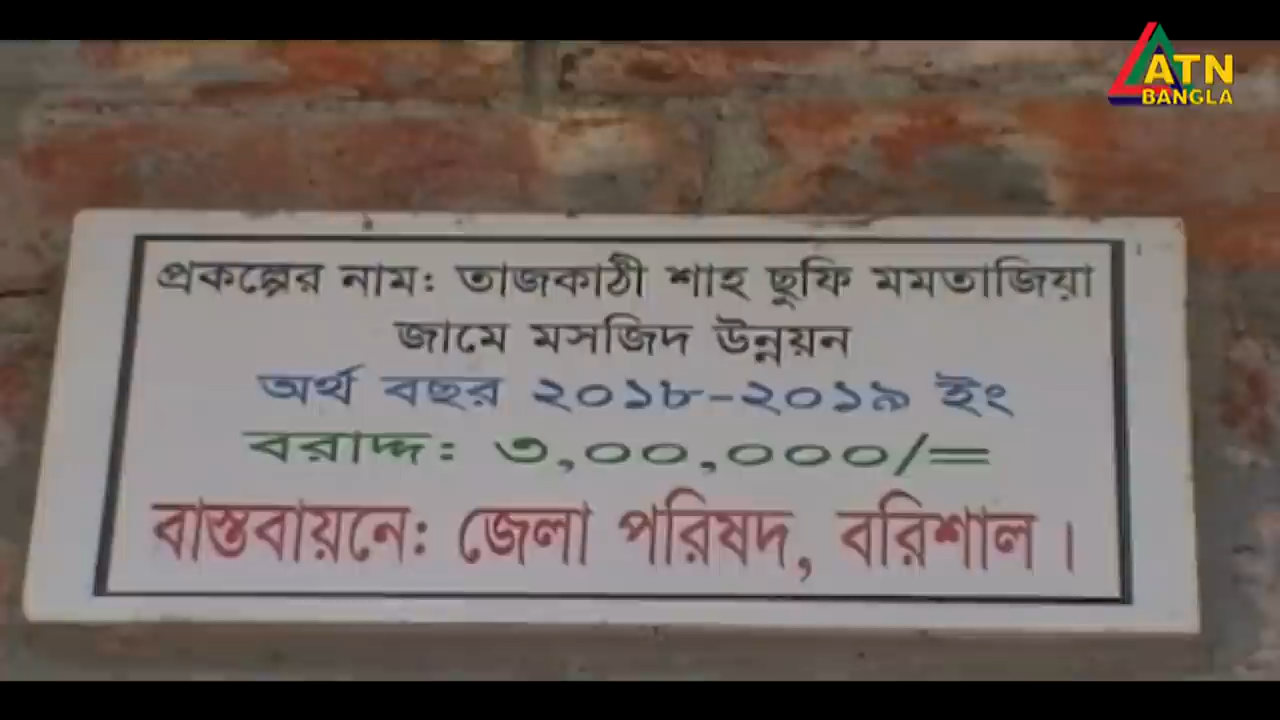 ATN
BANGLA
প্রকল্পের নাম: তাজকাঠী শাহ ছুফি মমতাজিয়া
জামে মসজিদ উন্নয়ন
অর্থ বছর ২০১৮-২০১৯ ইং
বরাদ্দ: ৩,০০,০০০/=
বাস্তবায়নে: জেলা পরিষদ, বরিশাল।